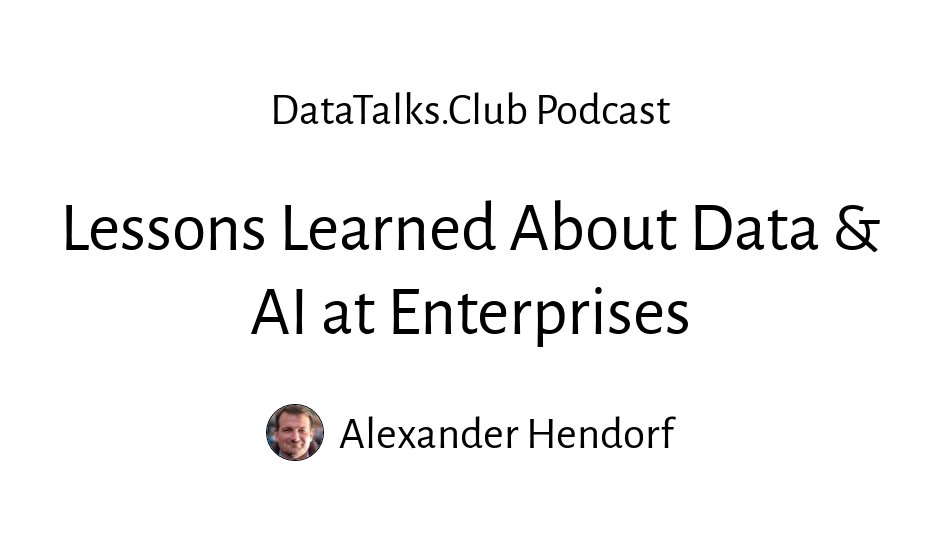 DataTalks.Club Podcast
Lessons Learned About Data &
AI at Enterprises
Alexander Hendorf